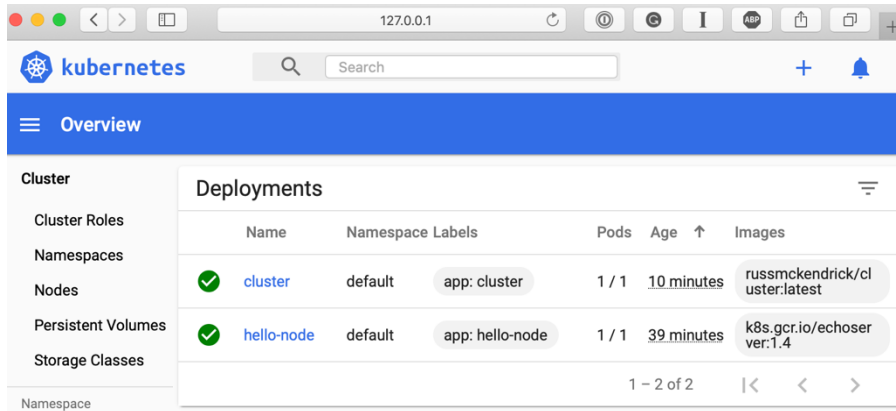 127.0.0.1
ABP
kubernetes
Search
Overview
Cluster
Cluster Roles
Namespaces
Nodes
Persistent Volumes
Storage Classes
Namespace
Deployments
Name Namespace Labels Pods Age Images
cluster default app: cluster 1 / 1 10 minutes russmckendrick/cl
uster:latest
hello-node default app: hello-node 1 / 1 39 minutes k8s.gcr.io/echoser
ver:1.4
1 – 2 of 2